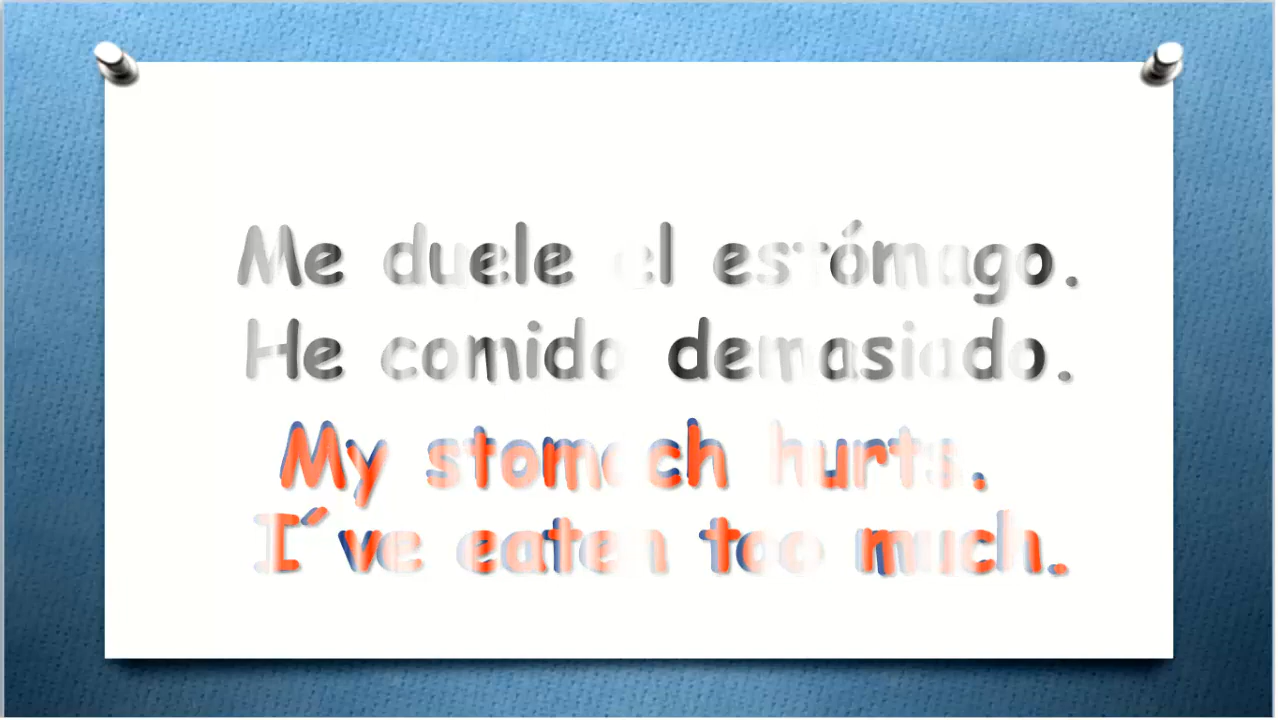 Me duele el estómago.
He comido demasiado.
My stomach hurts.
I´ve eaten too much.